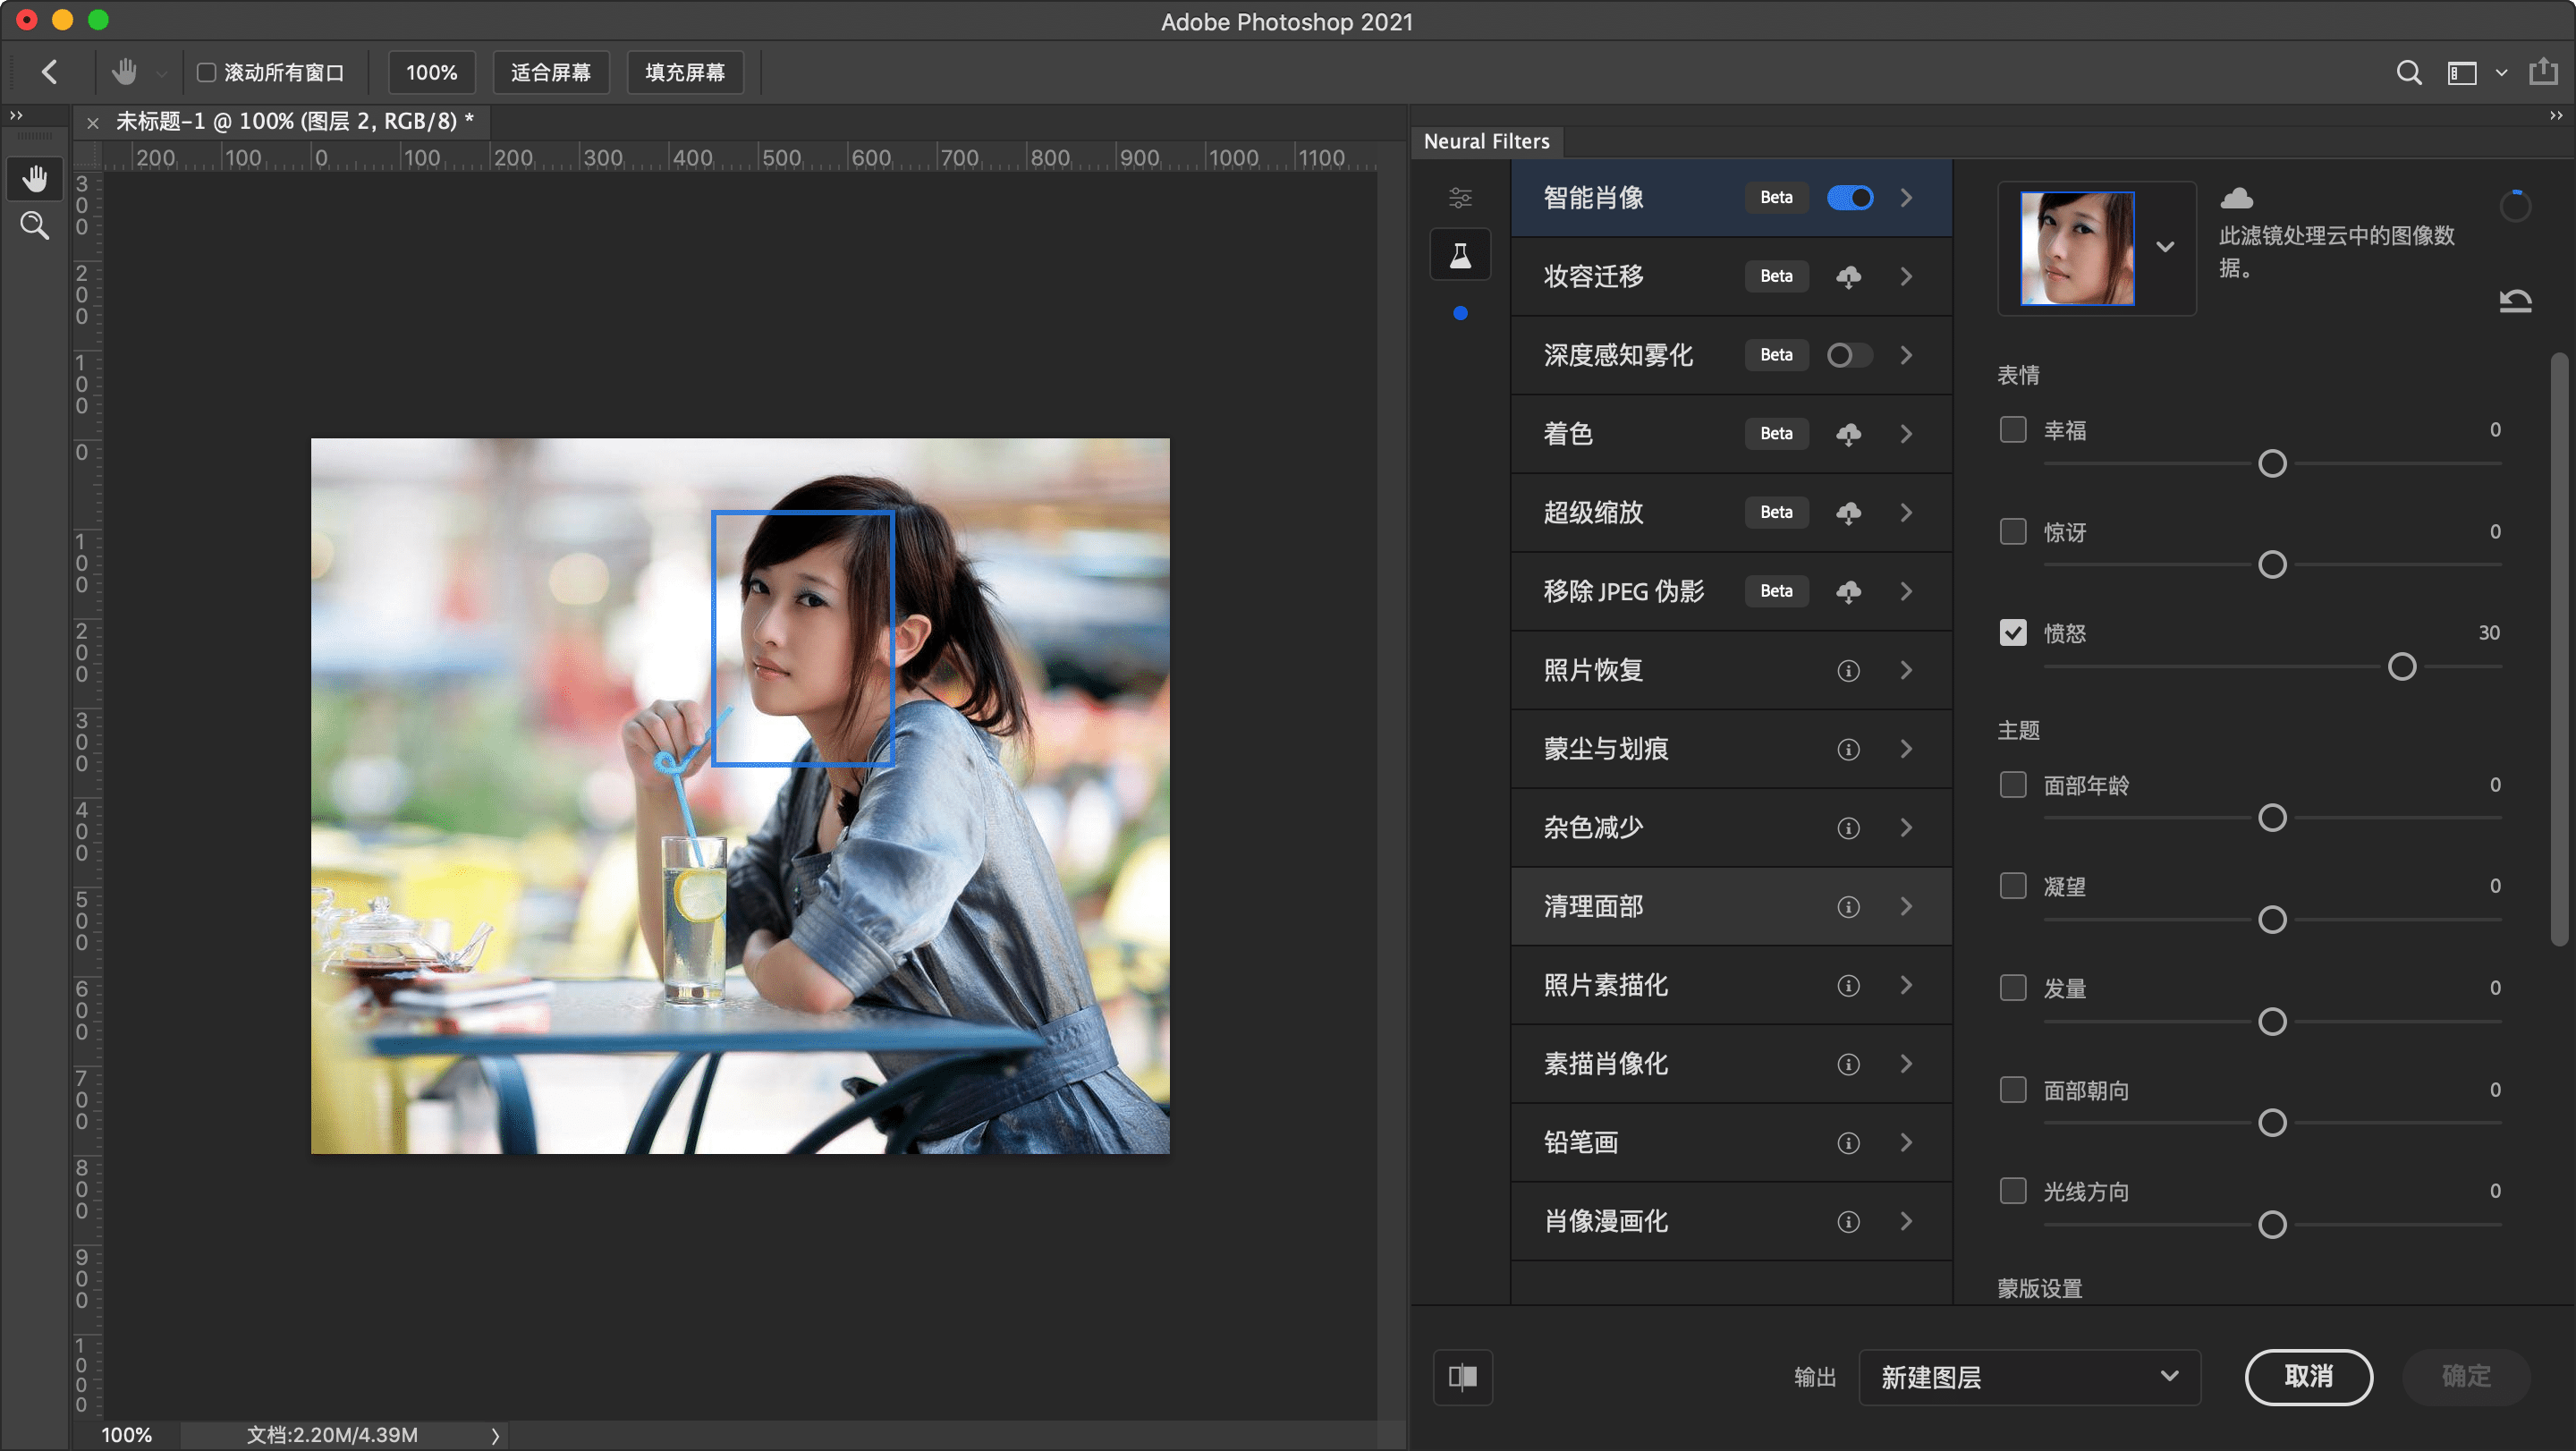 Adobe Photoshop 2021
滚动所有窗口
100%
适合屏幕
填充屏幕
未标题-1 @ 100% (图层 2, RGB/8) *
200 100 0 100 200 300 400 500 600 700 800 900 1000 1100
300
200
100
0
100
200
300
400
500
600
700
800
900
1000
100%
文档:2.20M/4.39M
Neural Filters
智能肖像 Beta
妆容迁移 Beta
深度感知雾化 Beta
着色 Beta
超级缩放 Beta
移除 JPEG 伪影 Beta
照片恢复
蒙尘与划痕
杂色减少
清理面部
照片素描化
素描肖像化
铅笔画
肖像漫画化
此滤镜处理云中的图像数
据。
表情
幸福 0
惊讶 0
愤怒 30
主题
面部年龄 0
凝望 0
发量 0
面部朝向 0
光线方向 0
蒙版设置
输出
新建图层
取消
确定